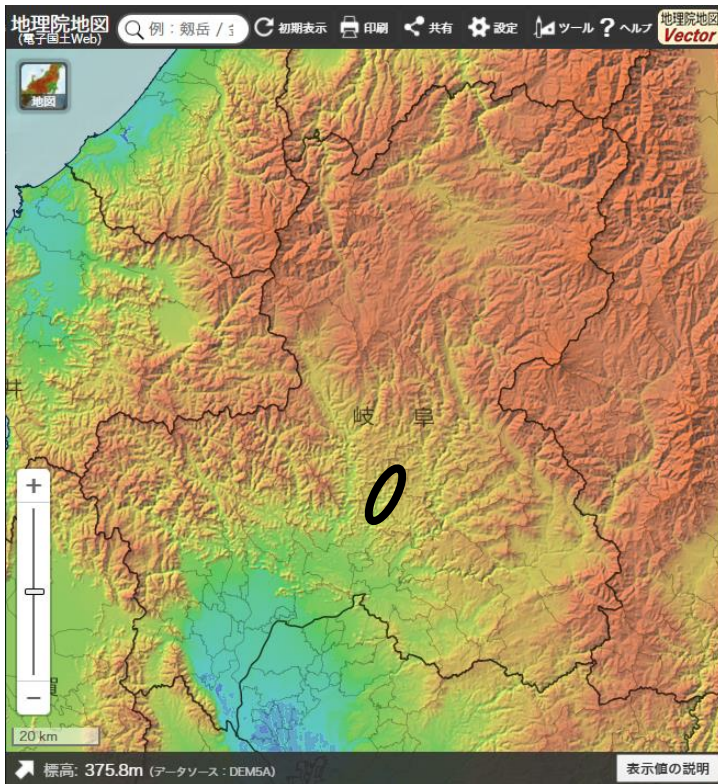 地理院地図
(電子国土Web)
例：剱岳 / 金
初期表示
印刷
共有
設定
ツール
? ヘルプ
地理院地図
Vector
地図
井
岐 阜
賀
+
−
20 km
標高: 375.8m (データソース：DEM5A)
表示値の説明